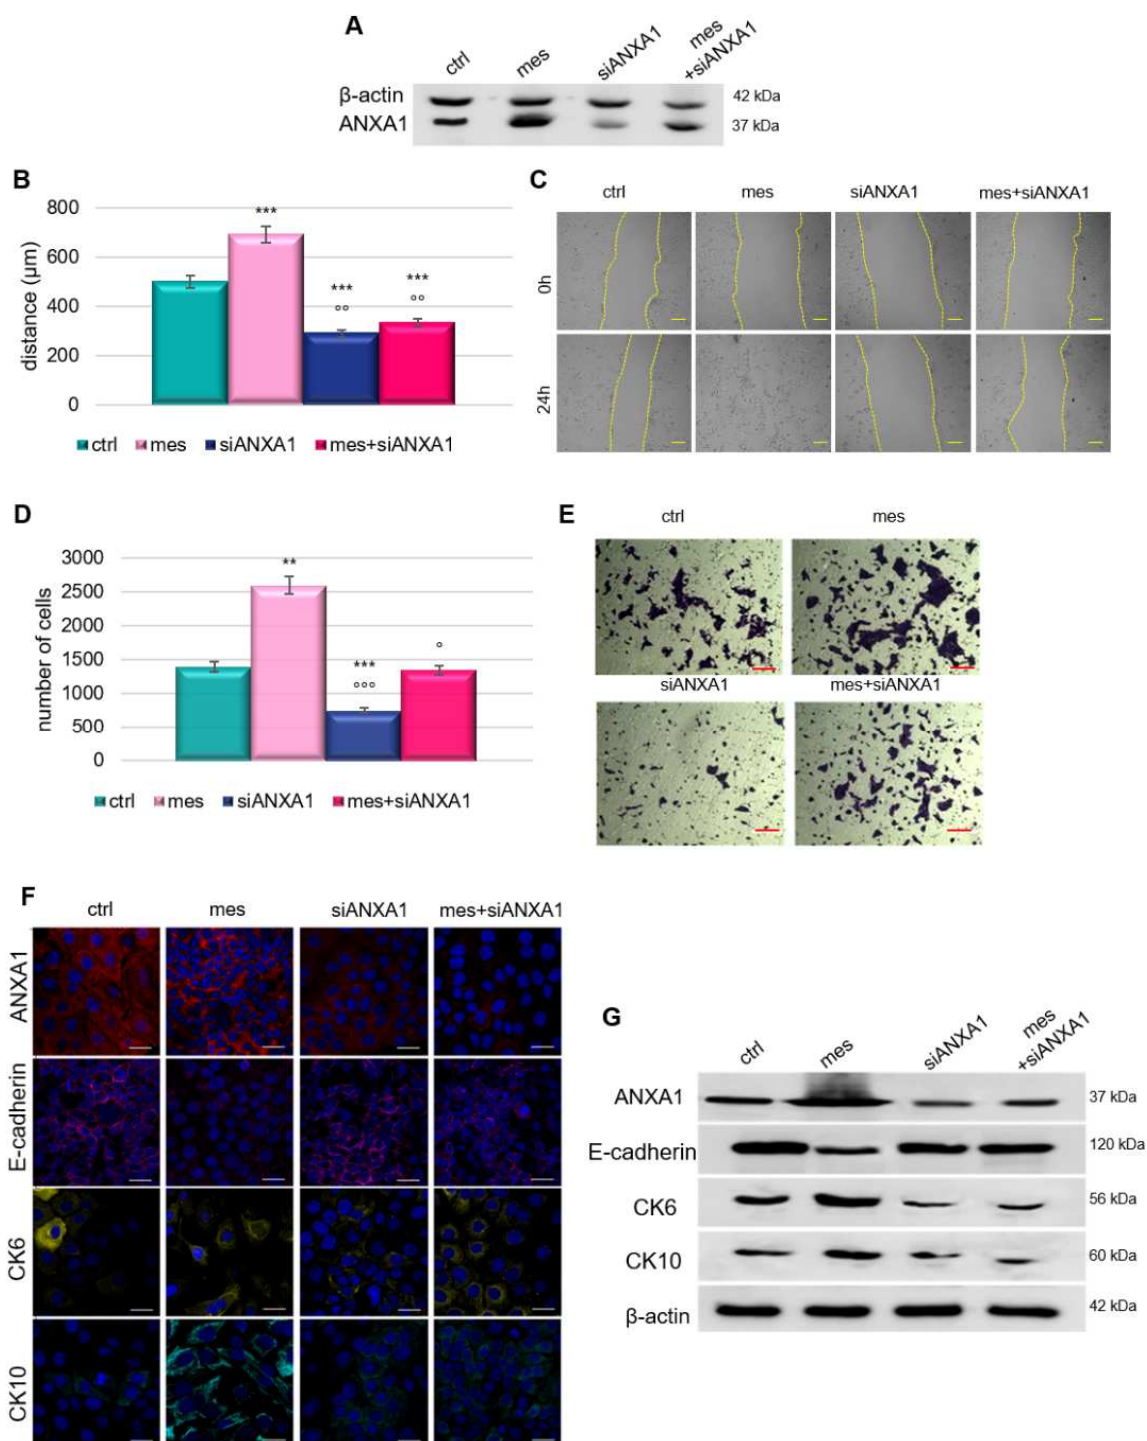 A
ctrl
mes
siANXA1
mes
+siANXA1
β-actin
42 kDa
ANXA1
37 kDa
B
800
600
400
200
0
distance (μm)
***
***
°°
***
°°
ctrl
mes
siANXA1
mes+siANXA1
C
ctrl
mes
siANXA1
mes+siANXA1
0h
24h
D
3000
2500
2000
1500
1000
500
0
number of cells
**
***
°°°
°
ctrl
mes
siANXA1
mes+siANXA1
E
ctrl
mes
siANXA1
mes+siANXA1
F
ctrl
mes
siANXA1
mes+siANXA1
ANXA1
E-cadherin
CK6
CK10
G
ctrl
mes
siANXA1
mes
+siANXA1
ANXA1
37 kDa
E-cadherin
120 kDa
CK6
56 kDa
CK10
60 kDa
β-actin
42 kDa